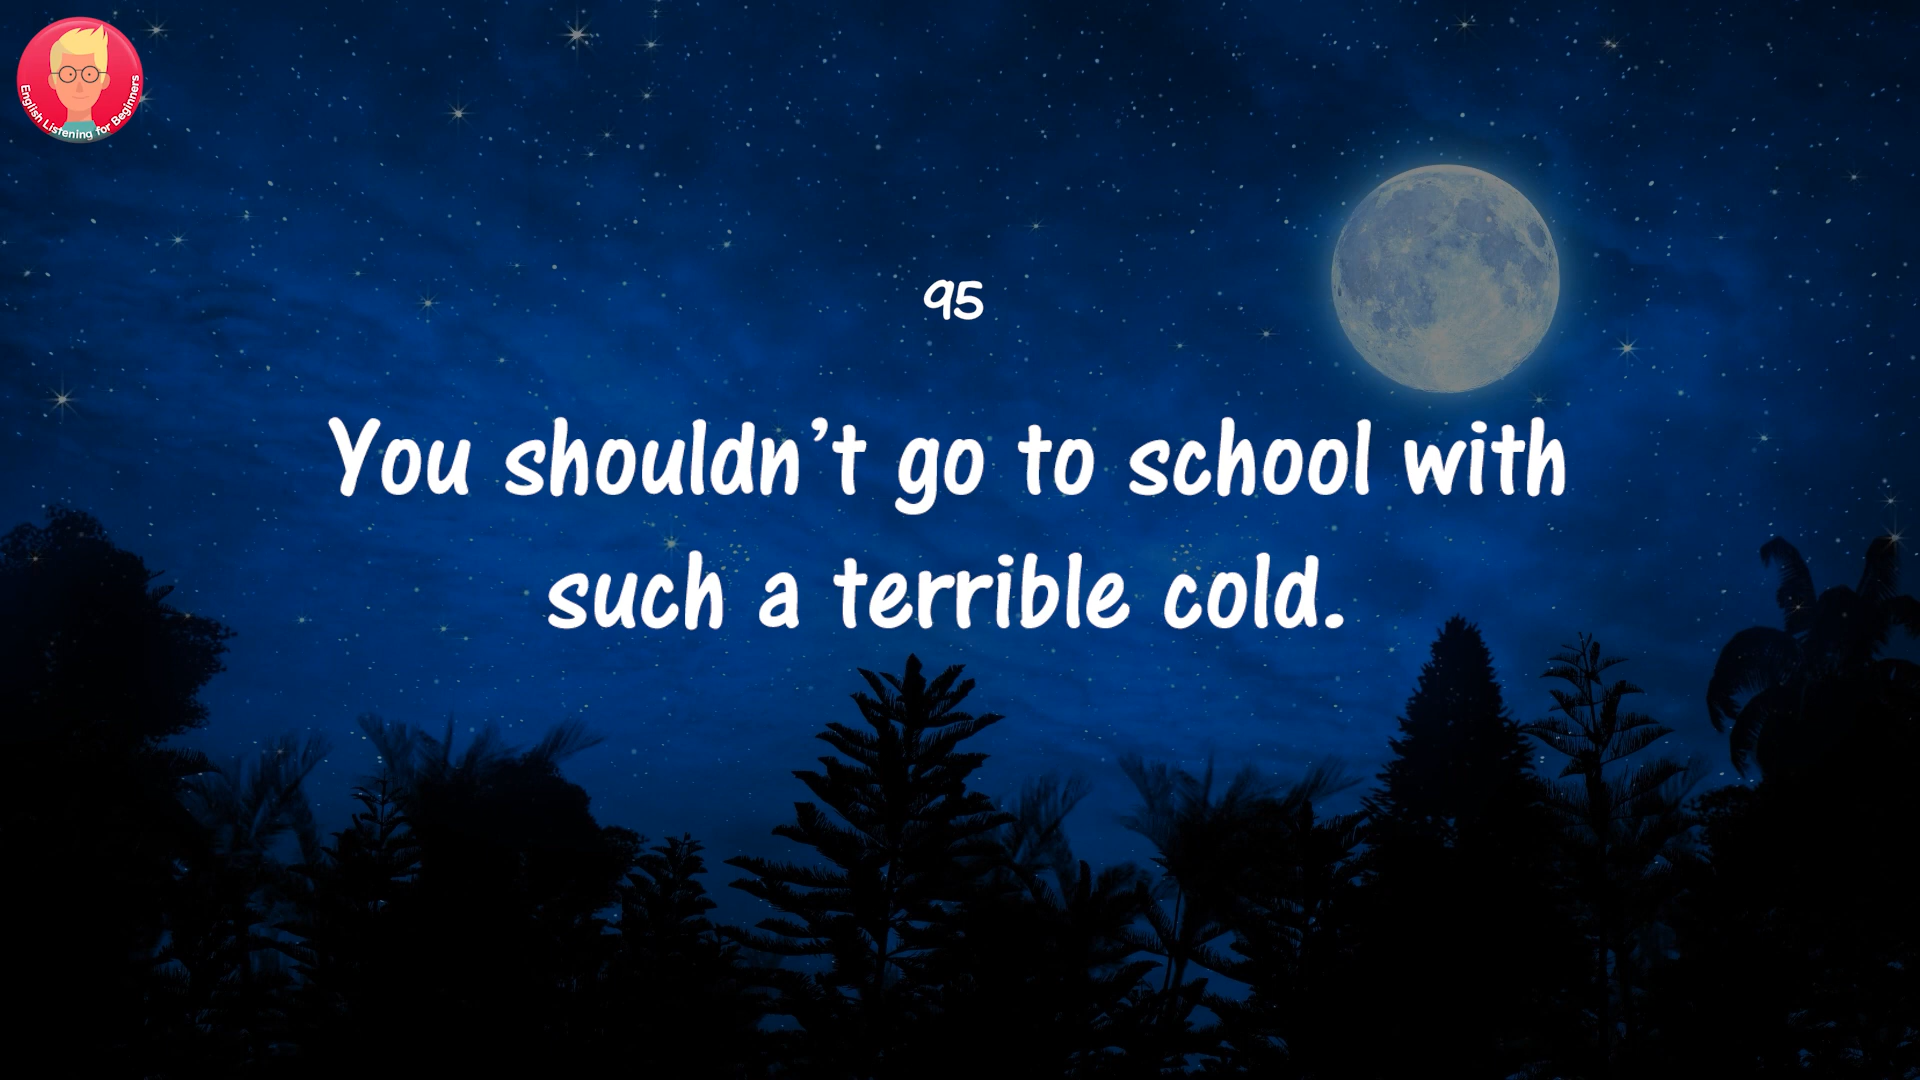 English Listening for Beginners
95
You shouldn’t go to school with
such a terrible cold.